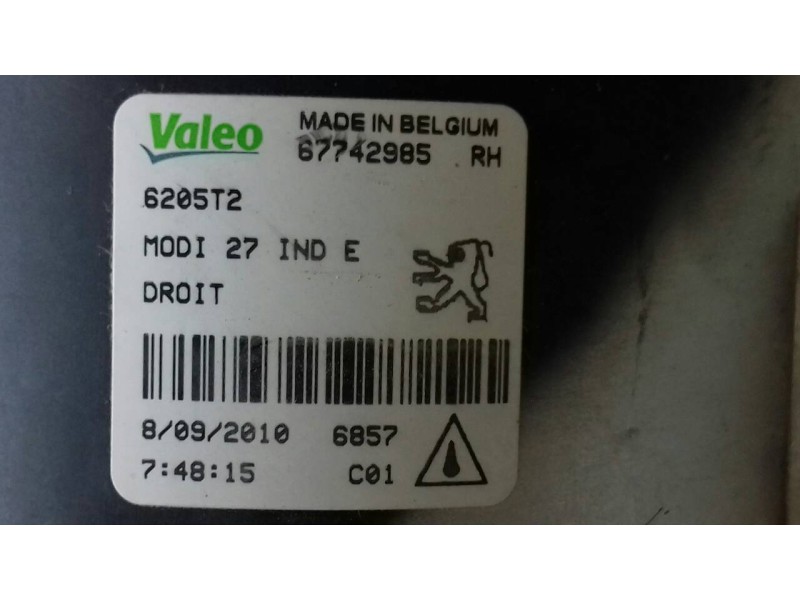 Valeo
MADE IN BELGIUM
67742985 RH
6205T2
MODI 27 IND E
DROIT
8/09/2010 6857
7:48:15 C01